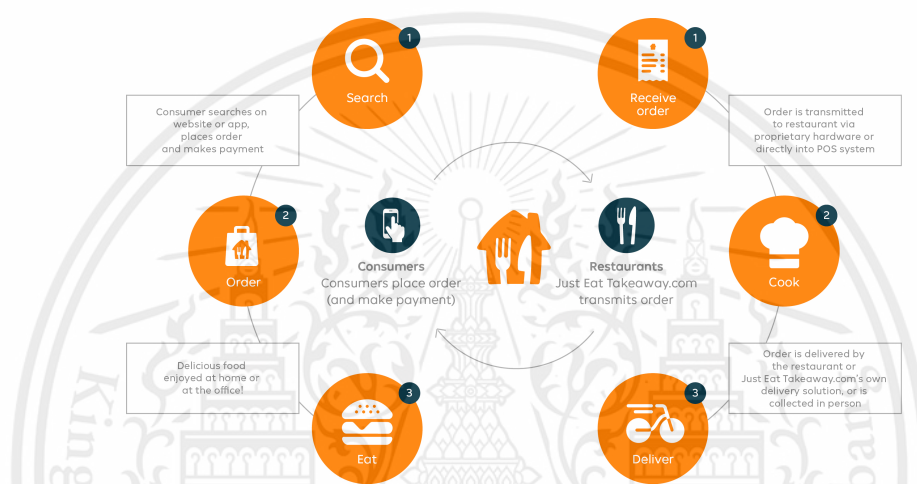 1
Search
Consumer searches on
website or app,
places order
and makes payment
2
Order
Delicious food
enjoyed at home or
at the office!
3
Eat
Consumers
Consumers place order
(and make payment)
Restaurants
Just Eat Takeaway.com
transmits order
1
Receive
order
Order is transmitted
to restaurant via
proprietary hardware or
directly into POS system
2
Cook
Order is delivered by
the restaurant or
Just Eat Takeaway.com's own
delivery solution, or is
collected in person
3
Deliver